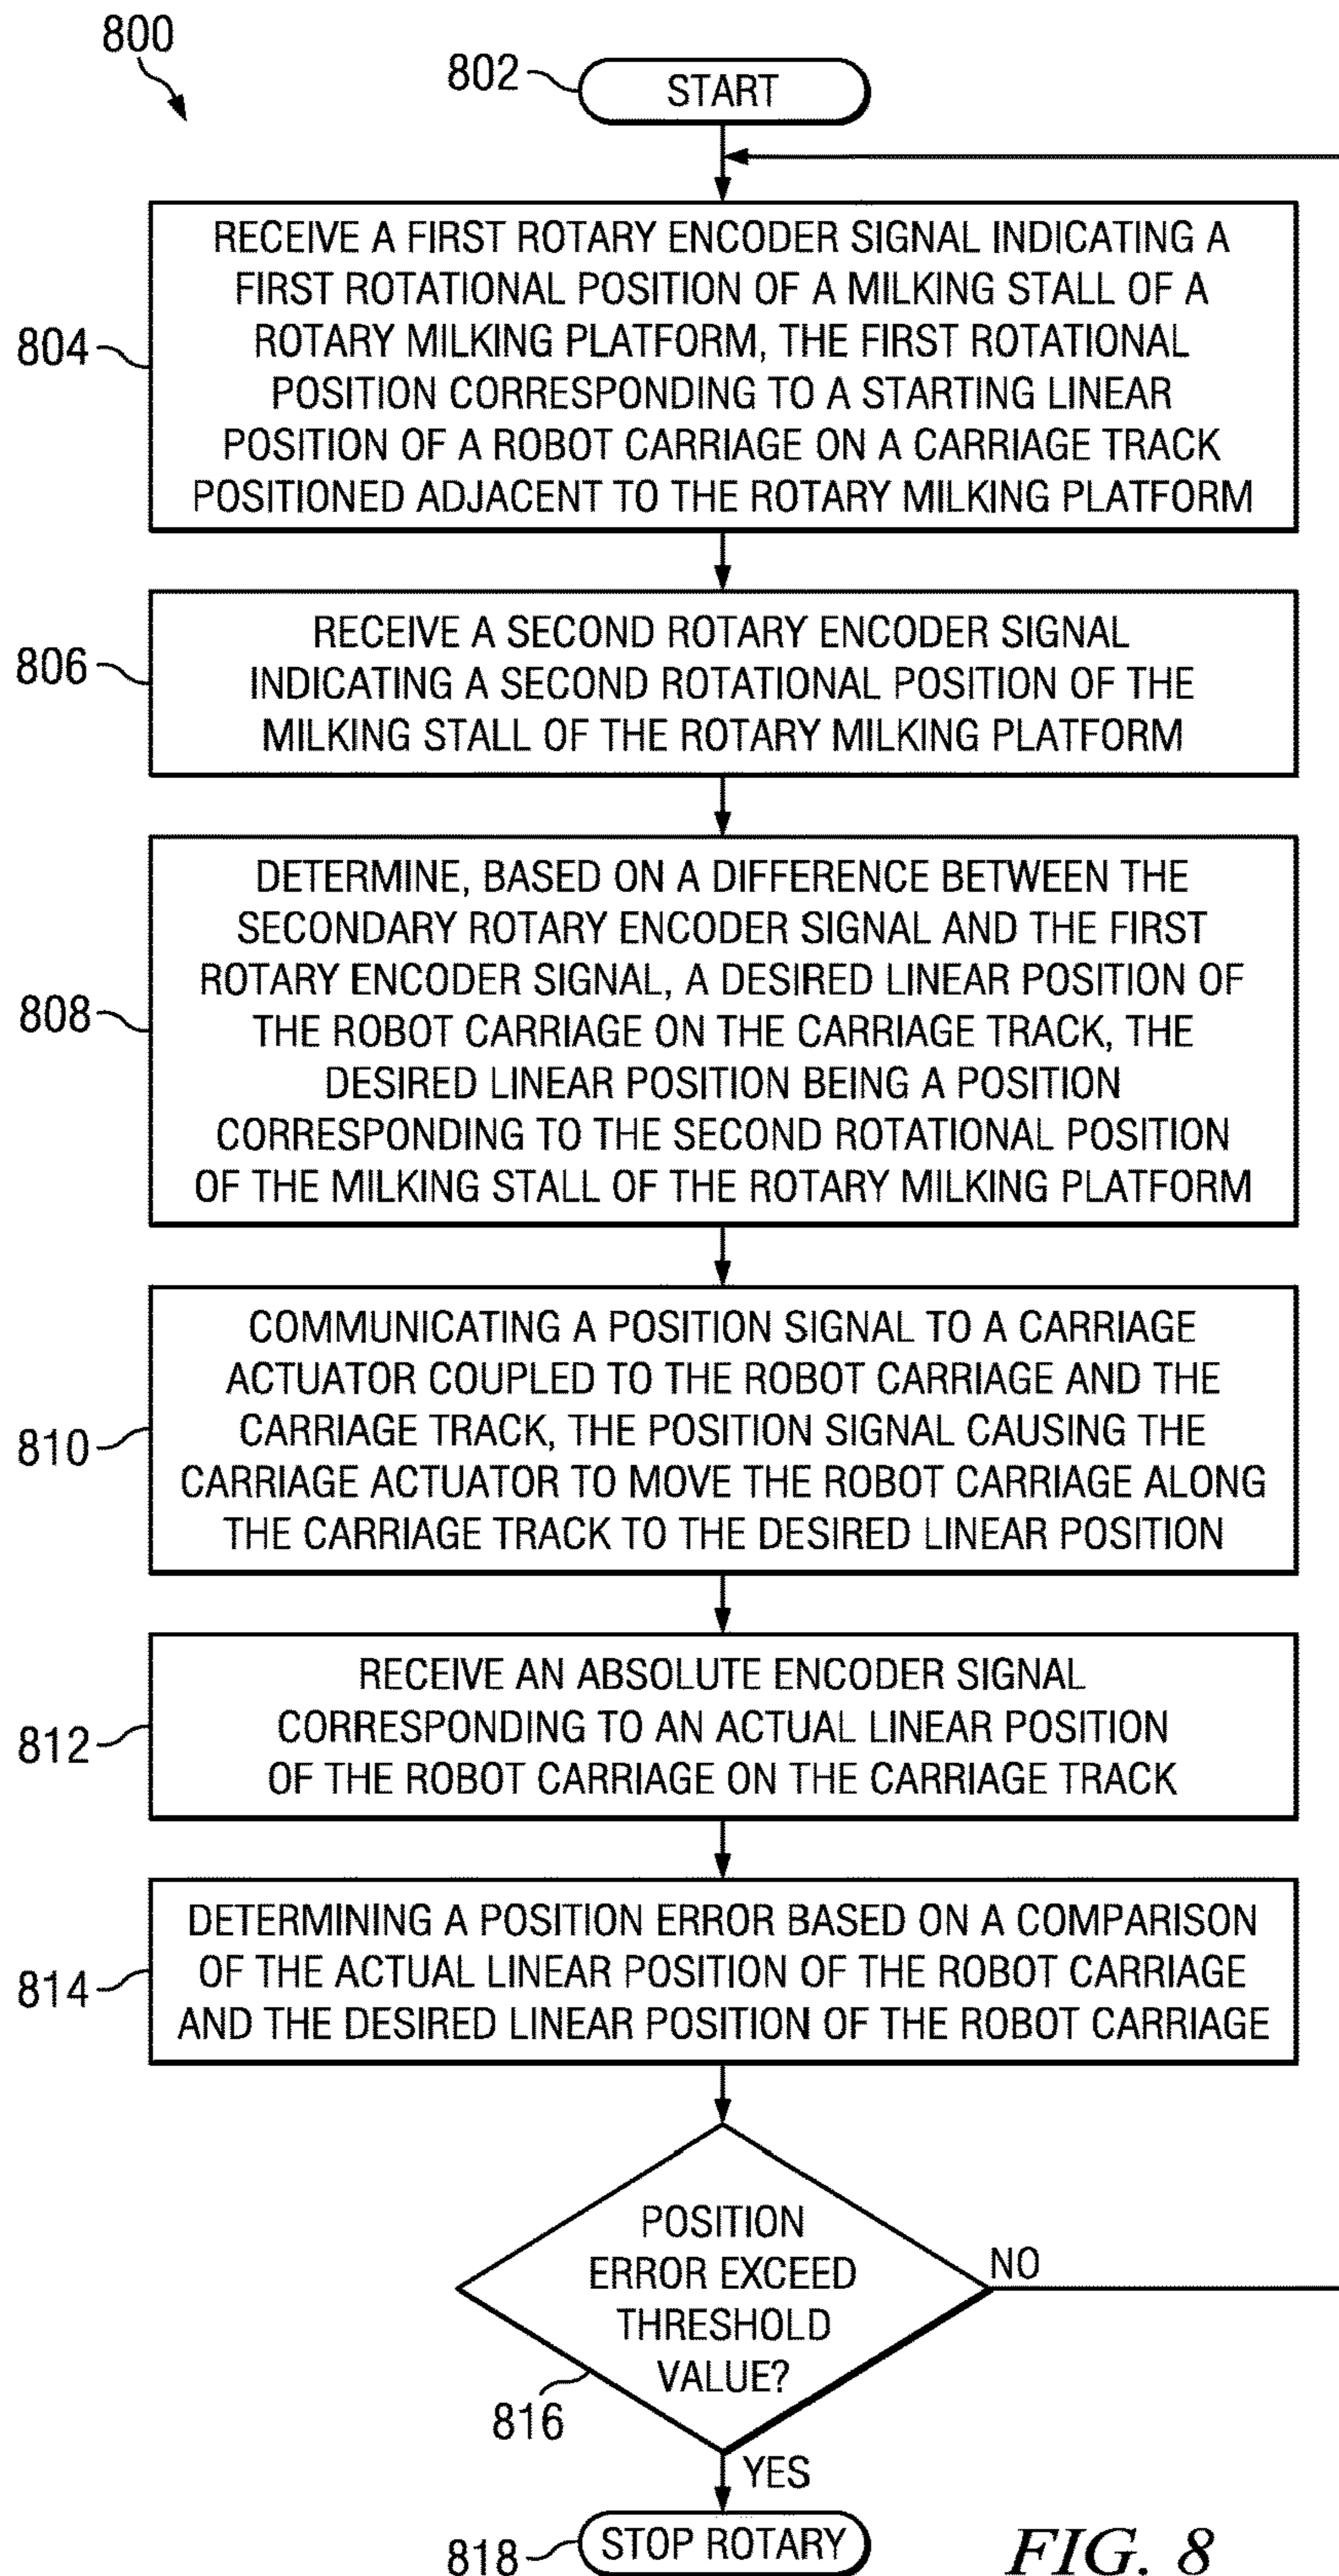 800
802
START
804
RECEIVE A FIRST ROTARY ENCODER SIGNAL INDICATING A
FIRST ROTATIONAL POSITION OF A MILKING STALL OF A
ROTARY MILKING PLATFORM, THE FIRST ROTATIONAL
POSITION CORRESPONDING TO A STARTING LINEAR
POSITION OF A ROBOT CARRIAGE ON A CARRIAGE TRACK
POSITIONED ADJACENT TO THE ROTARY MILKING PLATFORM
806
RECEIVE A SECOND ROTARY ENCODER SIGNAL
INDICATING A SECOND ROTATIONAL POSITION OF THE
MILKING STALL OF THE ROTARY MILKING PLATFORM
808
DETERMINE, BASED ON A DIFFERENCE BETWEEN THE
SECONDARY ROTARY ENCODER SIGNAL AND THE FIRST
ROTARY ENCODER SIGNAL, A DESIRED LINEAR POSITION OF
THE ROBOT CARRIAGE ON THE CARRIAGE TRACK, THE
DESIRED LINEAR POSITION BEING A POSITION
CORRESPONDING TO THE SECOND ROTATIONAL POSITION
OF THE MILKING STALL OF THE ROTARY MILKING PLATFORM
810
COMMUNICATING A POSITION SIGNAL TO A CARRIAGE
ACTUATOR COUPLED TO THE ROBOT CARRIAGE AND THE
CARRIAGE TRACK, THE POSITION SIGNAL CAUSING THE
CARRIAGE ACTUATOR TO MOVE THE ROBOT CARRIAGE ALONG
THE CARRIAGE TRACK TO THE DESIRED LINEAR POSITION
812
RECEIVE AN ABSOLUTE ENCODER SIGNAL
CORRESPONDING TO AN ACTUAL LINEAR POSITION
OF THE ROBOT CARRIAGE ON THE CARRIAGE TRACK
814
DETERMINING A POSITION ERROR BASED ON A COMPARISON
OF THE ACTUAL LINEAR POSITION OF THE ROBOT CARRIAGE
AND THE DESIRED LINEAR POSITION OF THE ROBOT CARRIAGE
POSITION
ERROR EXCEED
THRESHOLD
VALUE?
NO
816
YES
818
STOP ROTARY
FIG. 8